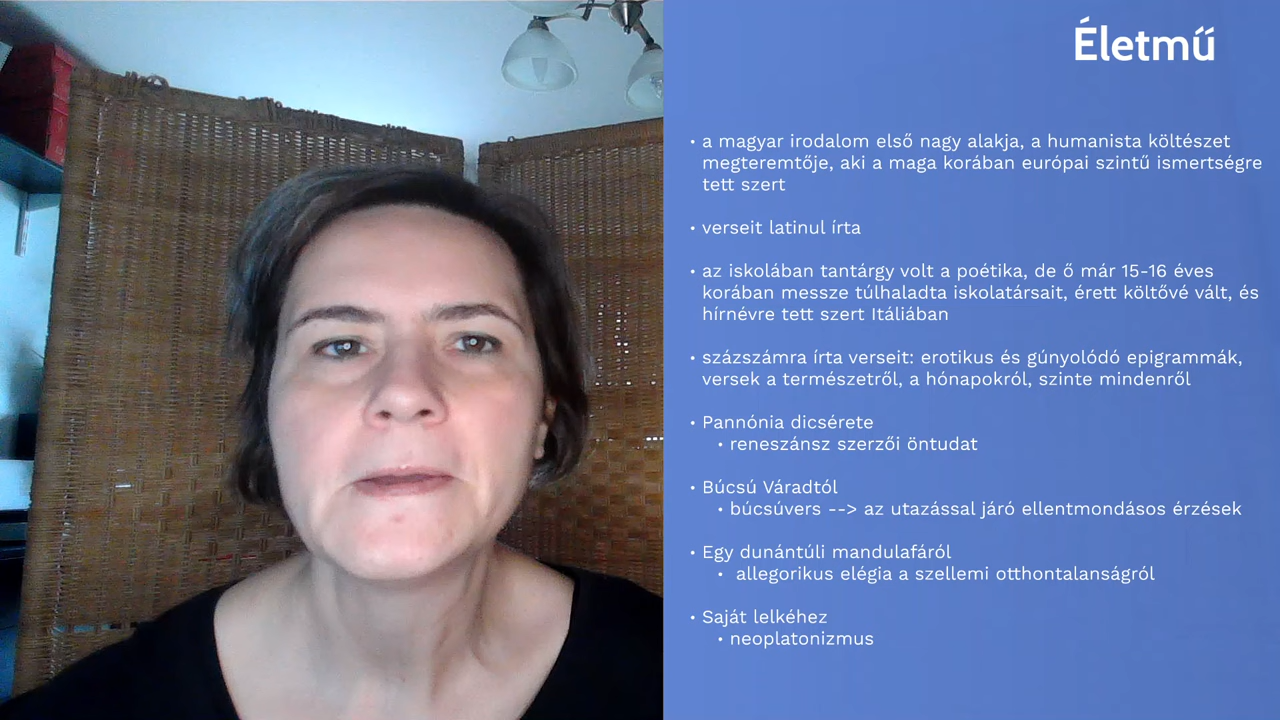 Életmű
• a magyar irodalom első nagy alakja, a humanista költészet
megteremtője, aki a maga korában európai szintű ismertségre
tett szert
• verseit latinul írta
• az iskolában tantárgy volt a poétika, de ő már 15-16 éves
korában messze túlhaladta iskolatársait, érett költővé vált, és
hírnévre tett szert Itáliában
• százszámra írta verseit: erotikus és gúnyolódó epigrammák,
versek a természetről, a hónapokról, szinte mindenről
• Pannónia dicsérete
• reneszánsz szerzői öntudat
• Búcsú Váradtól
• búcsúvers --> az utazással járó ellentmondásos érzések
• Egy dunántúli mandulafáról
• allegorikus elégia a szellemi otthontalanságról
• Saját lelkéhez
• neoplatonizmus